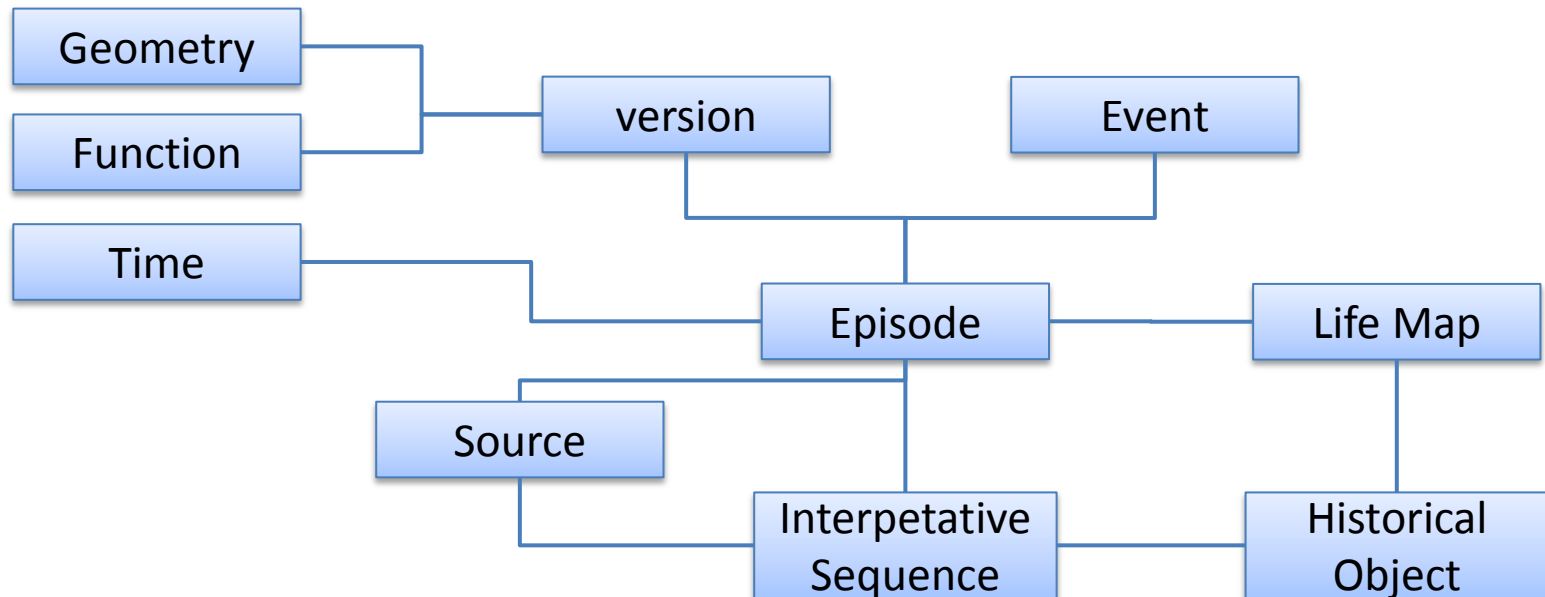 Geometry
version
Event
Function
Time
Episode
Life Map
Source
Interpetative
Sequence
Historical
Object